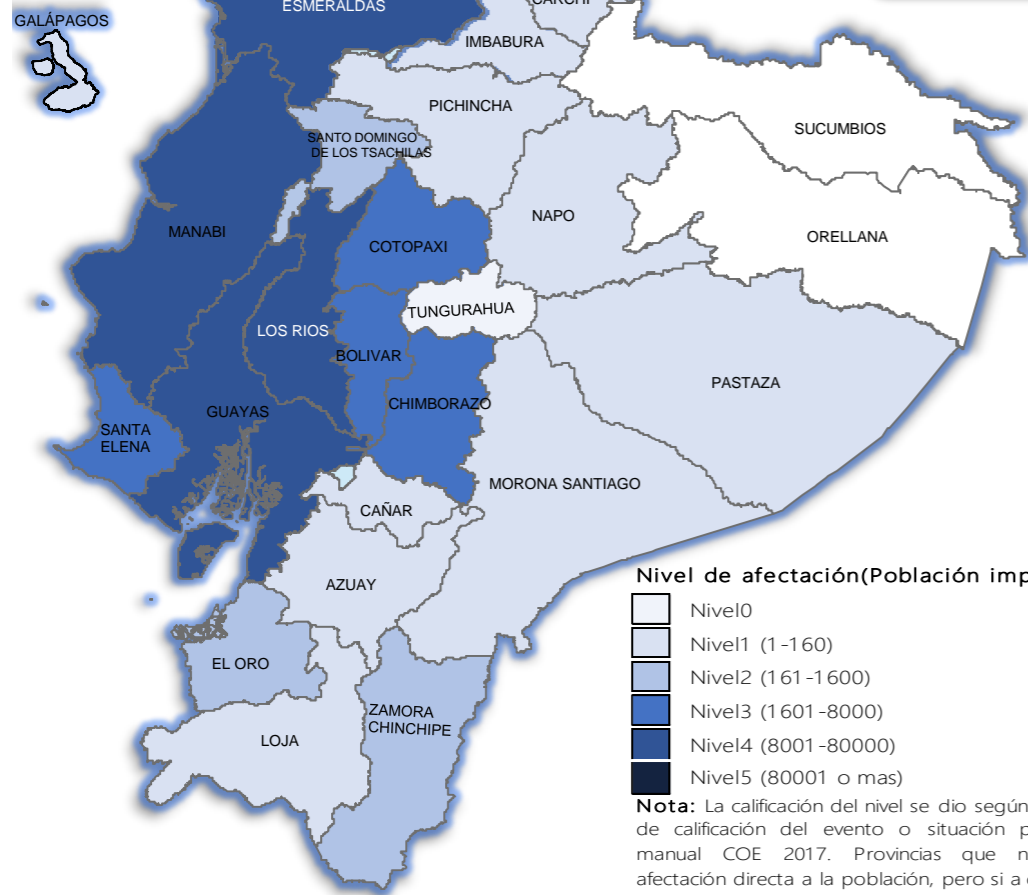 ESMERALDAS
CARCHI
GALÁPAGOS
IMBABURA
PICHINCHA
SUCUMBIOS
SANTO DOMINGO
DE LOS TSACHILAS
NAPO
MANABI
ORELLANA
COTOPAXI
TUNGURAHUA
LOS RIOS
BOLIVAR
PASTAZA
CHIMBORAZO
GUAYAS
SANTA
ELENA
MORONA SANTIAGO
CAÑAR
AZUAY
EL ORO
ZAMORA
CHINCHIPE
LOJA
Nivel de afectación(Población imp
Nivel0
Nivel1 (1-160)
Nivel2 (161-1600)
Nivel3 (1601-8000)
Nivel4 (8001-80000)
Nivel5 (80001 o mas)
Nota: La calificación del nivel se dio según
de calificación del evento o situación p
manual COE 2017. Provincias que n
afectación directa a la población, pero si a